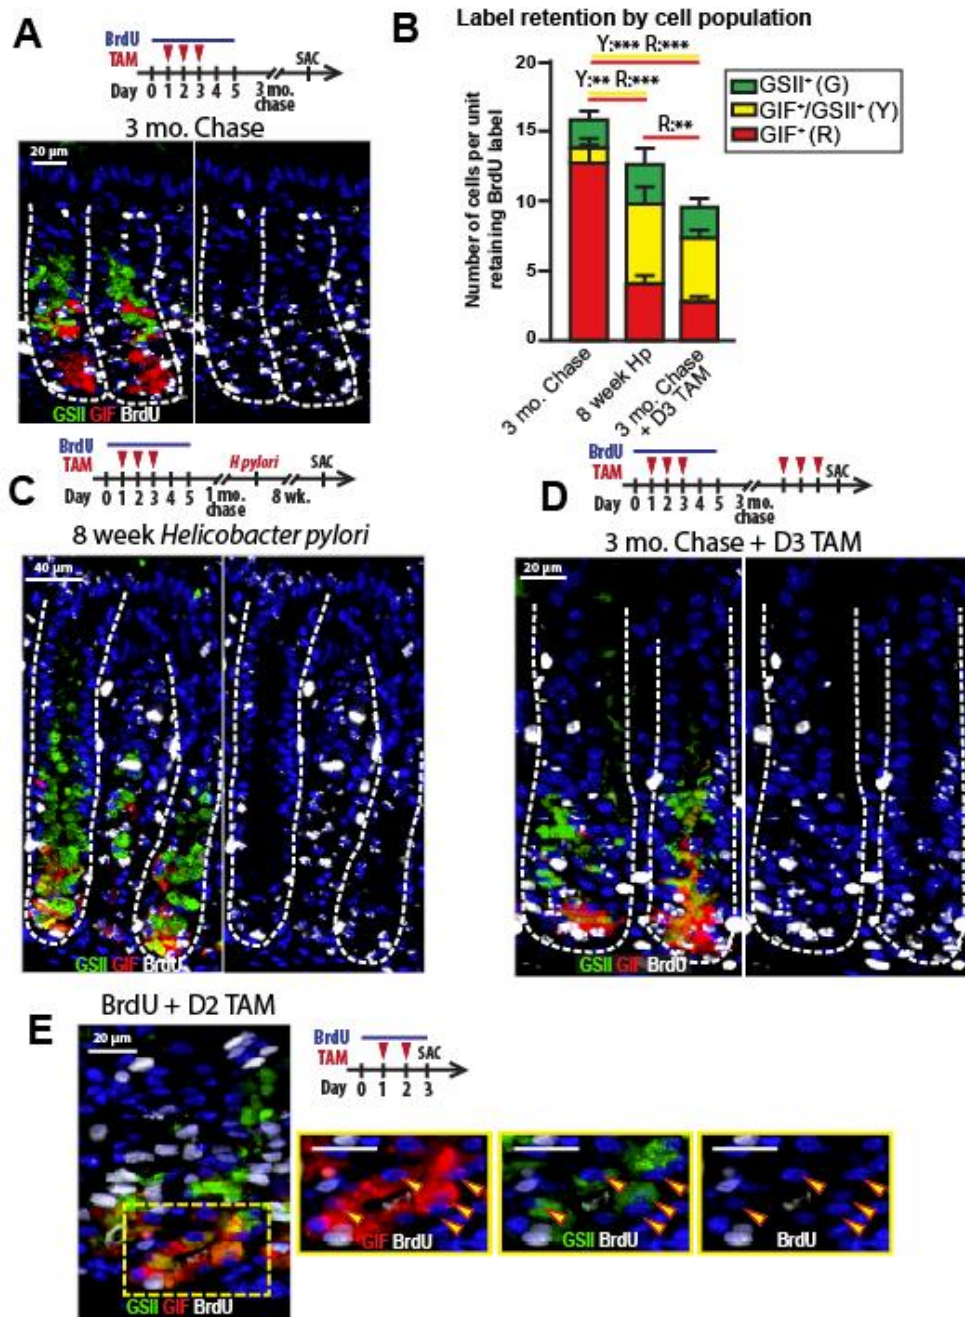 A
BrdU
TAM
SAC
Day 0 1 2 3 4 5 3 mo. chase
3 mo. Chase
20 µm
GSII GIF BrdU
B
Label retention by cell population
Y:*** R:***
Y:** R:***
R:**
GSII+ (G)
GIF+/GSII+ (Y)
GIF+ (R)
Number of cells per unit
retaining BrdU label
20
15
10
5
0
3 mo. Chase
8 week Hp
3 mo. Chase
+ D3 TAM
C
BrdU
TAM
H pylori
SAC
Day 0 1 2 3 4 5 1 mo. chase 8 wk.
8 week Helicobacter pylori
40 µm
GSII GIF BrdU
D
BrdU
TAM
SAC
Day 0 1 2 3 4 5 3 mo. chase
3 mo. Chase + D3 TAM
20 µm
GSII GIF BrdU
E
BrdU + D2 TAM
20 µm
GSII GIF BrdU
BrdU
TAM
SAC
Day 0 1 2 3
GIF BrdU
GSII BrdU
BrdU